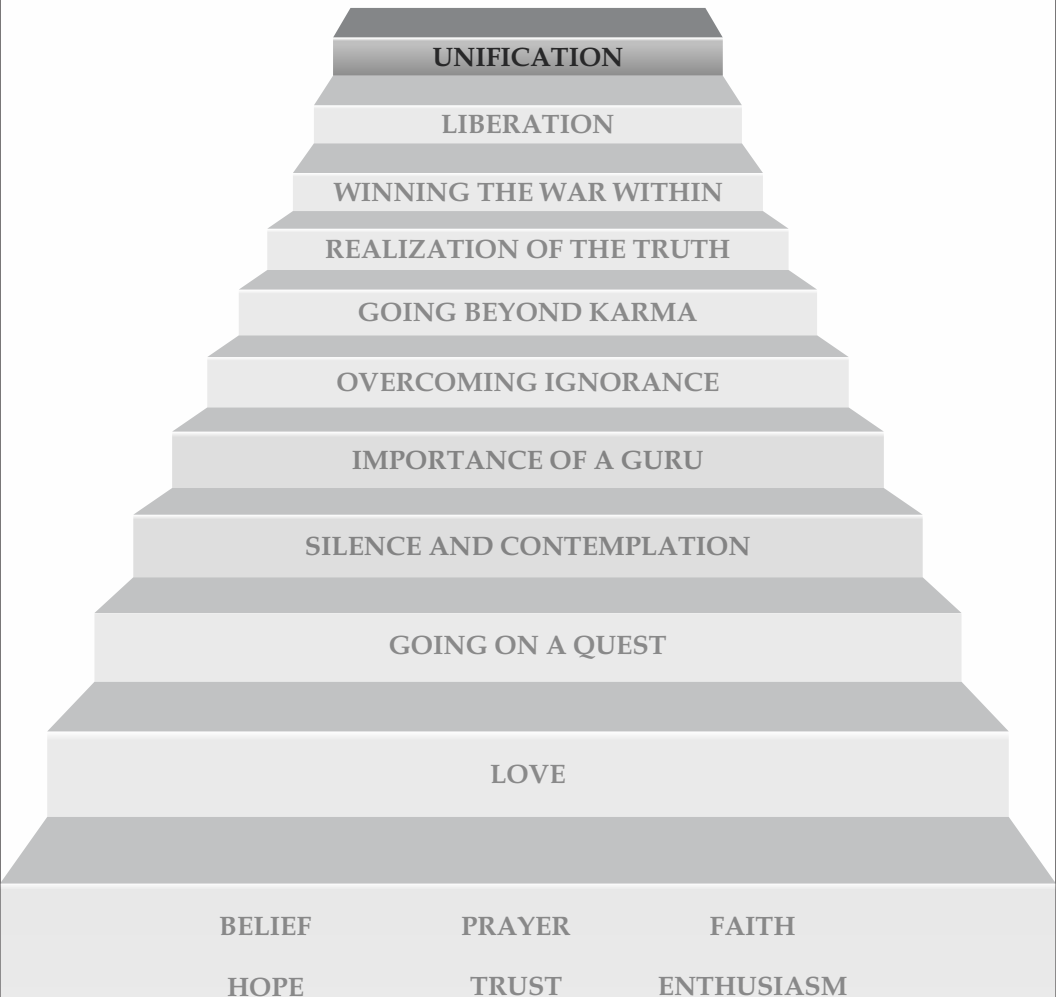 UNIFICATION
LIBERATION
WINNING THE WAR WITHIN
REALIZATION OF THE TRUTH
GOING BEYOND KARMA
OVERCOMING IGNORANCE
IMPORTANCE OF A GURU
SILENCE AND CONTEMPLATION
GOING ON A QUEST
LOVE
BELIEF PRAYER FAITH
HOPE TRUST ENTHUSIASM